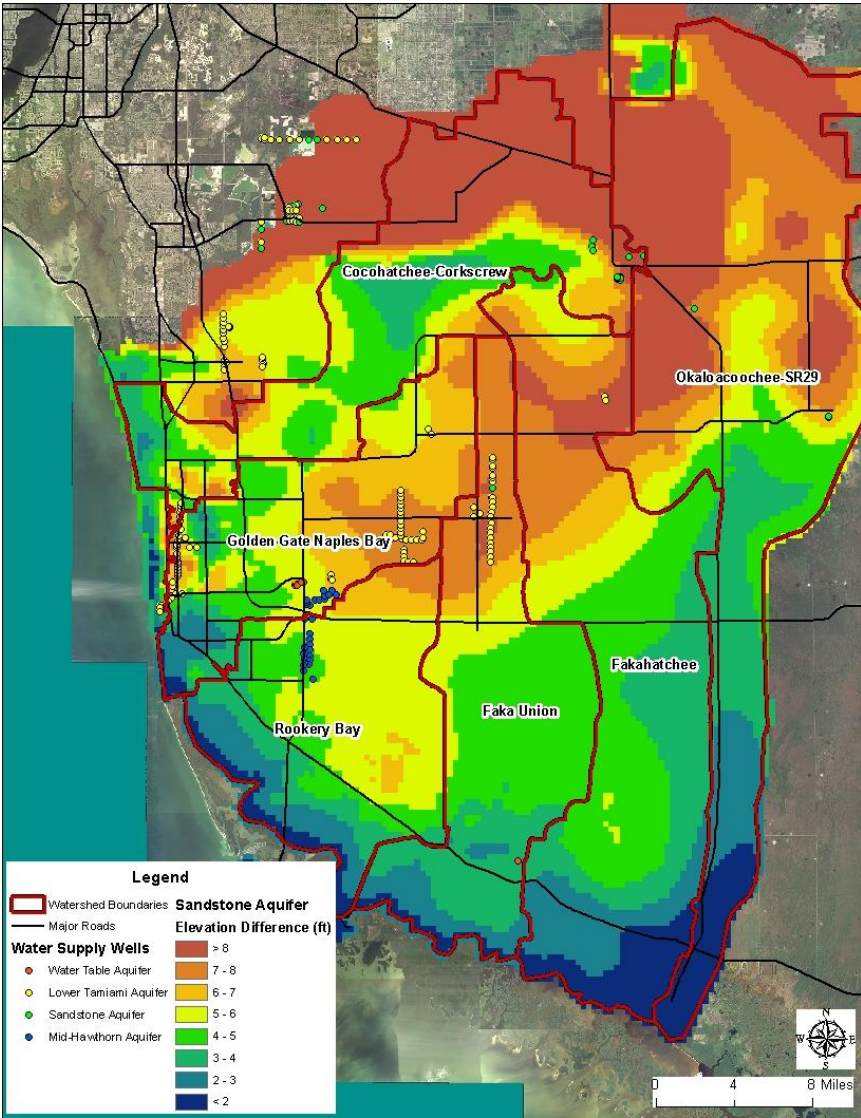 Cocohatchee-Corkscrew
Okaloacoochee-SR29
Golden Gate Naples Bay
Fakahatchee
Faka Union
Rookery Bay
Legend
Watershed Boundaries
Major Roads
Water Supply Wells
Water Table Aquifer
Lower Tamiami Aquifer
Sandstone Aquifer
Mid-Hawthorn Aquifer
Sandstone Aquifer
Elevation Difference (ft)
> 8
7 - 8
6 - 7
5 - 6
4 - 5
3 - 4
2 - 3
< 2
N
W E
S
0 4 8 Miles